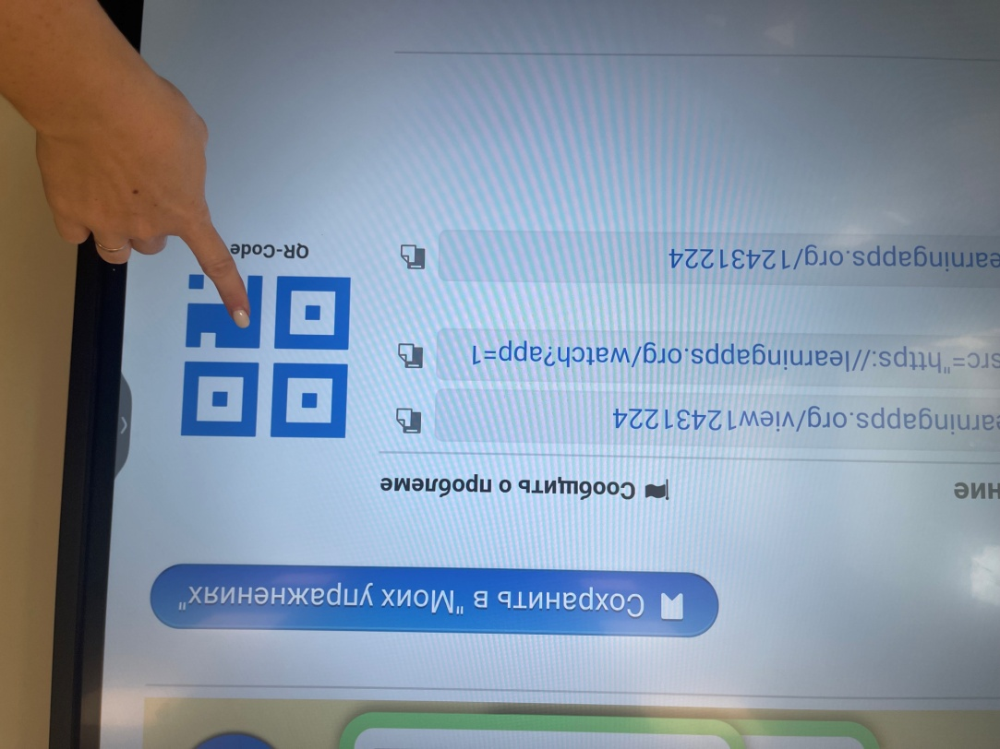 Сохранить в "Моих упражнениях"
ние
Сообщить о проблеме
earningapps.org/view12431224
src="https://learningapps.org/watch?app=1
earningapps.org/12431224
QR-Code